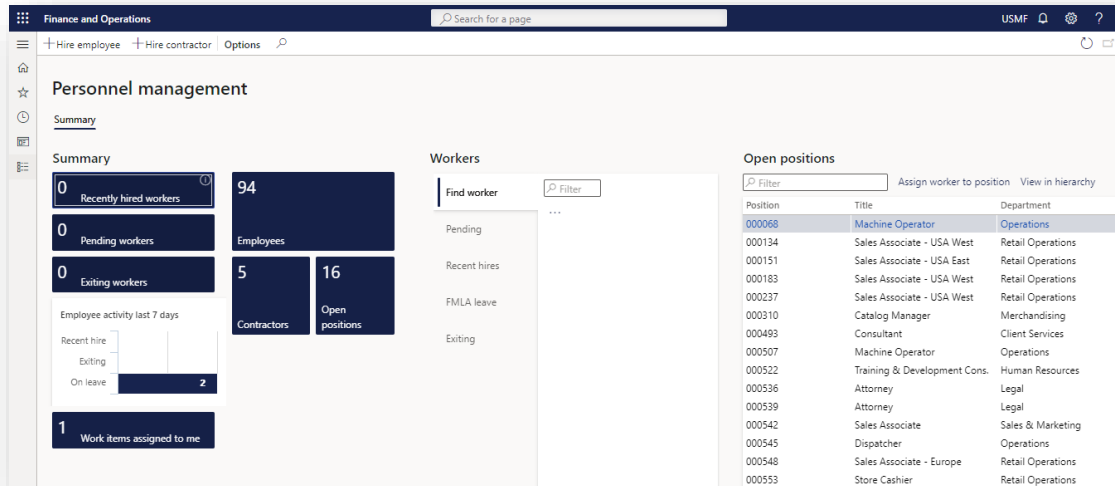 Finance and Operations
Search for a page
USMF
?
Hire employee
Hire contractor
Options
Personnel management
Summary
Summary
0
Recently hired workers
0
Pending workers
0
Exiting workers
Employee activity last 7 days
Recent hire
Exiting
On leave
2
1
Work items assigned to me
94
Employees
5
Contractors
16
Open
positions
Workers
Find worker
Pending
Recent hires
FMLA leave
Exiting
Filter
...
Open positions
Filter
Assign worker to position
View in hierarchy
Position Title Department
000068 Machine Operator Operations
000134 Sales Associate - USA West Retail Operations
000151 Sales Associate - USA East Retail Operations
000183 Sales Associate - USA West Retail Operations
000237 Sales Associate - USA West Retail Operations
000310 Catalog Manager Merchandising
000493 Consultant Client Services
000507 Machine Operator Operations
000522 Training & Development Cons. Human Resources
000536 Attorney Legal
000539 Attorney Legal
000542 Sales Associate Sales & Marketing
000545 Dispatcher Operations
000548 Sales Associate - Europe Retail Operations
000553 Store Cashier Retail Operations